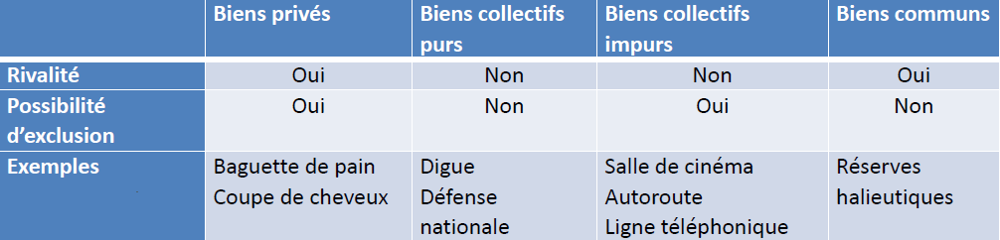 Biens privés
Biens collectifs
purs
Biens collectifs
impurs
Biens communs
Rivalité
Oui
Non
Non
Oui
Possibilité
d'exclusion
Oui
Non
Oui
Non
Exemples
Baguette de pain
Coupe de cheveux
Digue
Défense
nationale
Salle de cinéma
Autoroute
Ligne téléphonique
Réserves
halieutiques